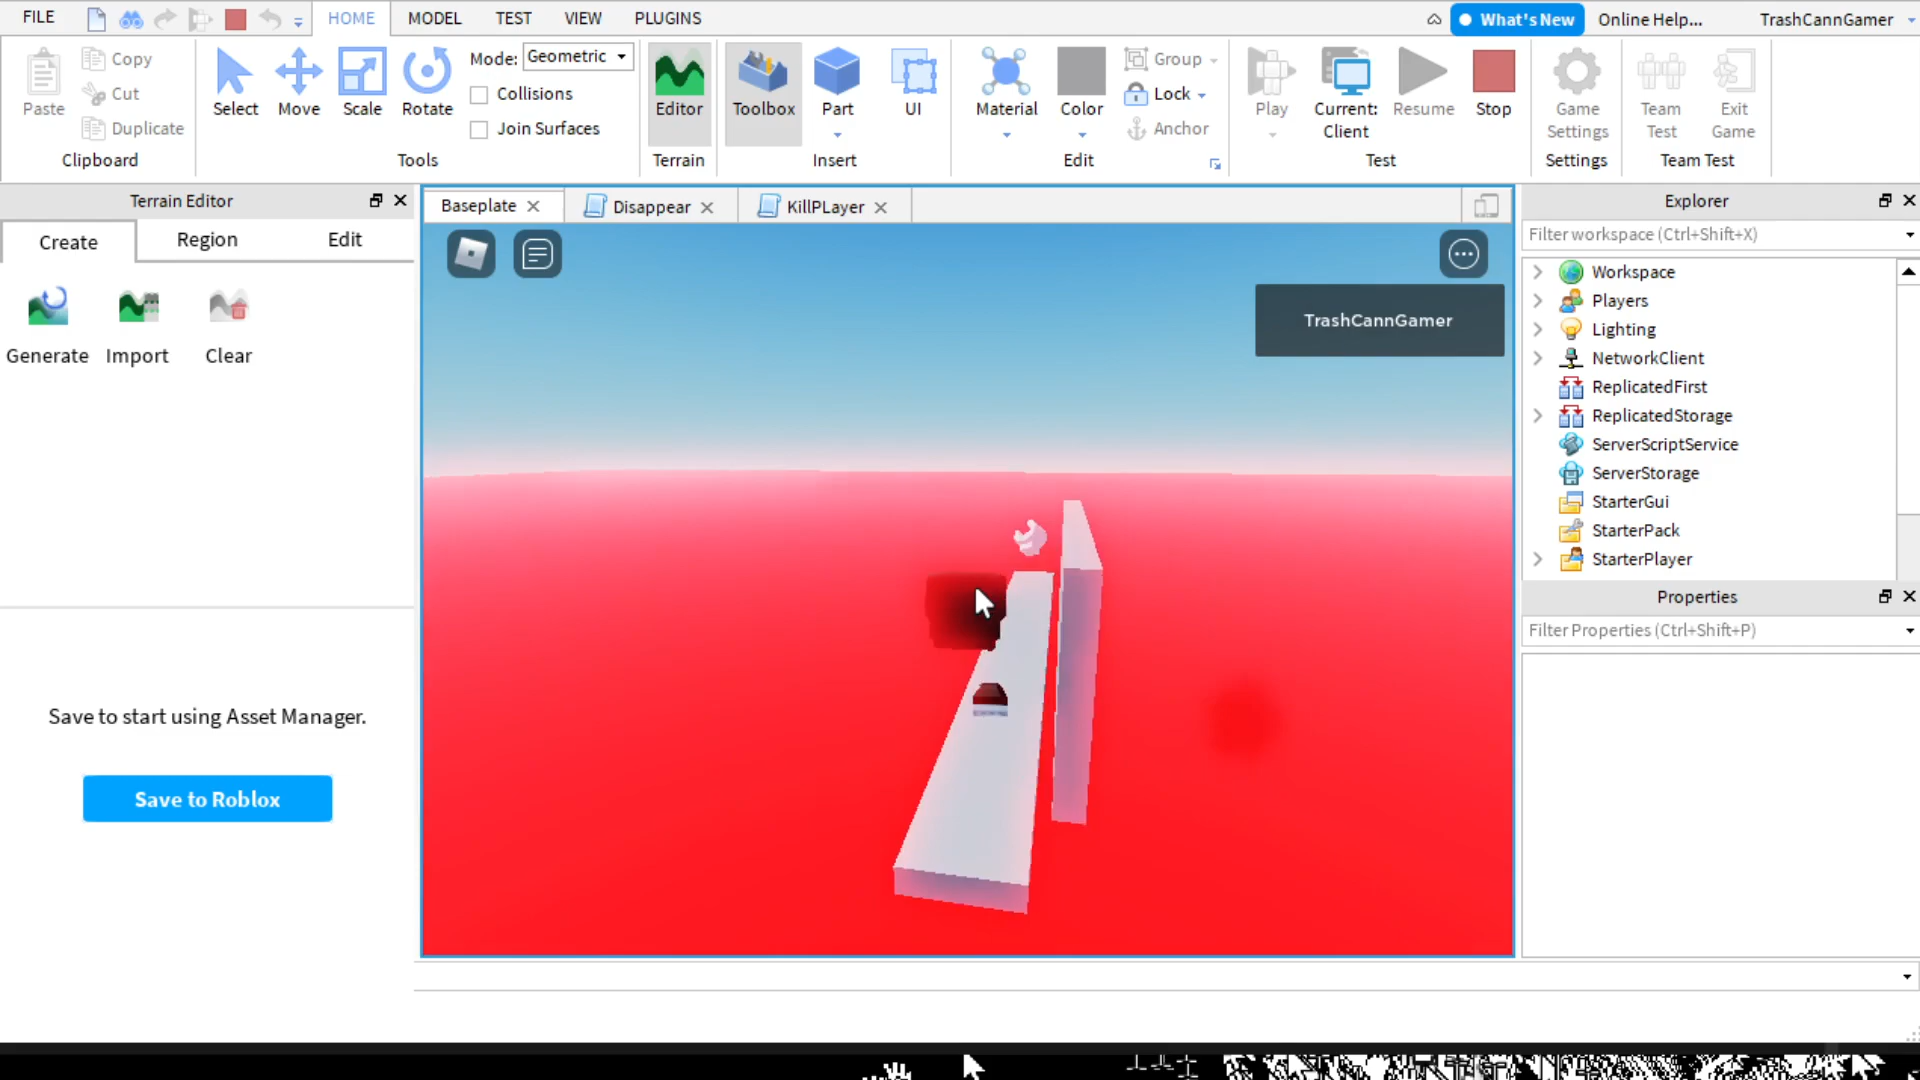 FILE
HOME
MODEL
TEST
VIEW
PLUGINS
What's New
Online Help...
TrashCannGamer
Paste
Copy
Cut
Duplicate
Clipboard
Select
Move
Scale
Rotate
Mode: Geometric
Collisions
Join Surfaces
Tools
Editor
Terrain
Toolbox
Part
UI
Insert
Material
Color
Group
Lock
Anchor
Edit
Play
Current:
Client
Resume
Stop
Test
Game
Settings
Settings
Team
Test
Exit
Game
Team Test
Terrain Editor
Create
Region
Edit
Generate
Import
Clear
Save to start using Asset Manager.
Save to Roblox
Baseplate
Disappear
KillPLayer
TrashCannGamer
Explorer
Filter workspace (Ctrl+Shift+X)
Workspace
Players
Lighting
NetworkClient
ReplicatedFirst
ReplicatedStorage
ServerScriptService
ServerStorage
StarterGui
StarterPack
StarterPlayer
Properties
Filter Properties (Ctrl+Shift+P)